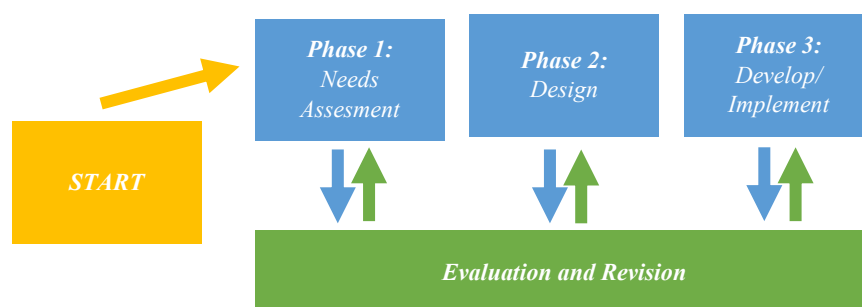 Phase 1:
Needs
Assesment
Phase 2:
Design
Phase 3:
Develop/
Implement
START
Evaluation and Revision